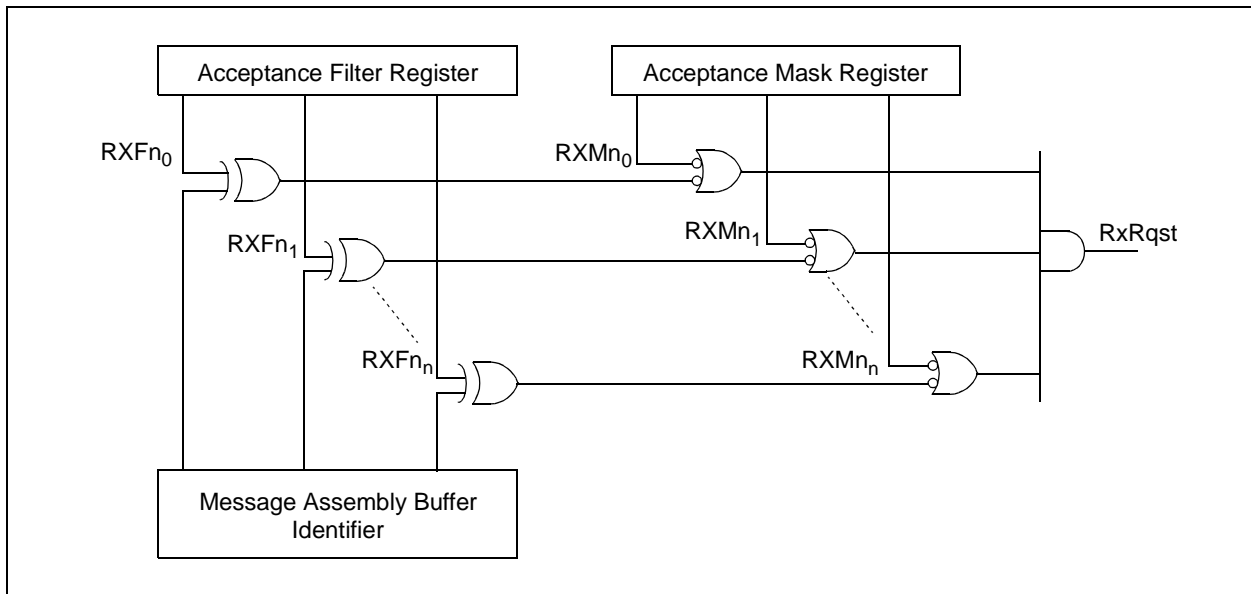 Acceptance Filter Register
Acceptance Mask Register
RXFn0
RXMn0
RXFn1
RXMn1
RxRqst
RXFnn
RXMnn
Message Assembly Buffer
Identifier